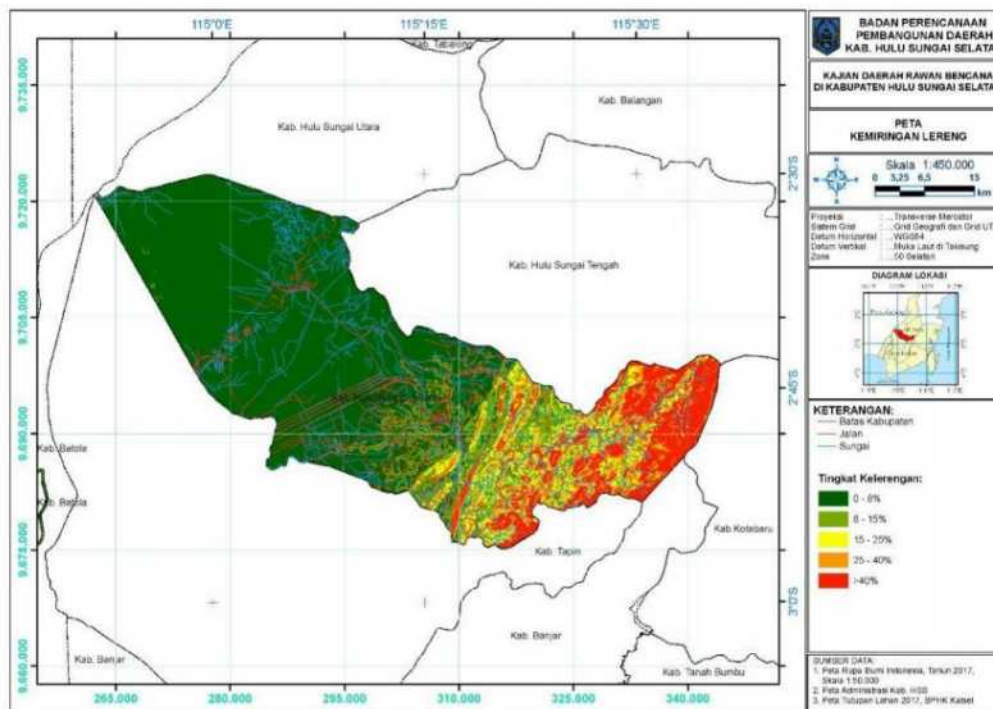 115°0'E
115°15'E
115°30'E
Kab. Tabalong
Kab. Balangan
Kab. Hulu Sungai Utara
Kab. Hulu Sungai Tengah
Kab. Batola
Kab. Batola
Kab. Tapin
Kab Kotabaru
Kab. Banjar
Kab. Banjar
Kab. Tanah Bumbu
9.735.000
9.720.000
9.705.000
9.690.000
9.675.000
9.660.000
2°30'S
2°45'S
3°0'S
265.000
280.000
295.000
310.000
325.000
340.000
BADAN PERENCANAAN
PEMBANGUNAN DAERAH
KAB. HULU SUNGAI SELATA
KAJIAN DAERAH RAWAN BENCANA
DI KABUPATEN HULU SUNGAI SELATA
PETA
KEMIRINGAN LERENG
Skala 1:450.000
0 3,25 6,5 13
km
Proyeksi : Transverse Mercator
Sistem Grid : Grid Geografi dan Grid UT
Datum Horizontal : WGS84
Datum Vertikal : Muka Laut di
Zone : 50 Selatan
DIAGRAM LOKASI
KETERANGAN:
Batas Kabupaten
Jalan
Sungai
Tingkat Kelerengan:
0 - 8%
8 - 15%
15 - 25%
25 - 40%
>40%
SUMBER DATA:
1. Peta Rupa Bumi Indonesia, Tahun 2017,
Skala 1:50.000
2. Peta Administrasi Kab. HSS
3. Peta Tutupan Lahan 2017, BPHK Kalsel